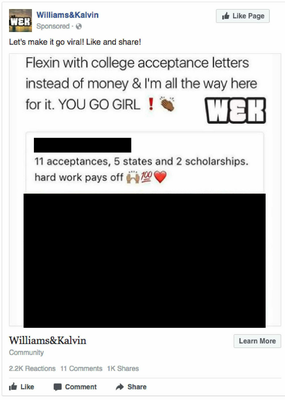 WEK
Williams&Kalvin
Sponsored ·
Like Page
Let's make it go viral! Like and share!
Flexin with college acceptance letters
instead of money & I'm all the way here
for it. YOU GO GIRL ❗👏🏾
W&K
11 acceptances, 5 states and 2 scholarships.
hard work pays off 🙌🏽💯❤️
Williams&Kalvin
Community
Learn More
2.2K Reactions 11 Comments 1K Shares
Like Comment Share